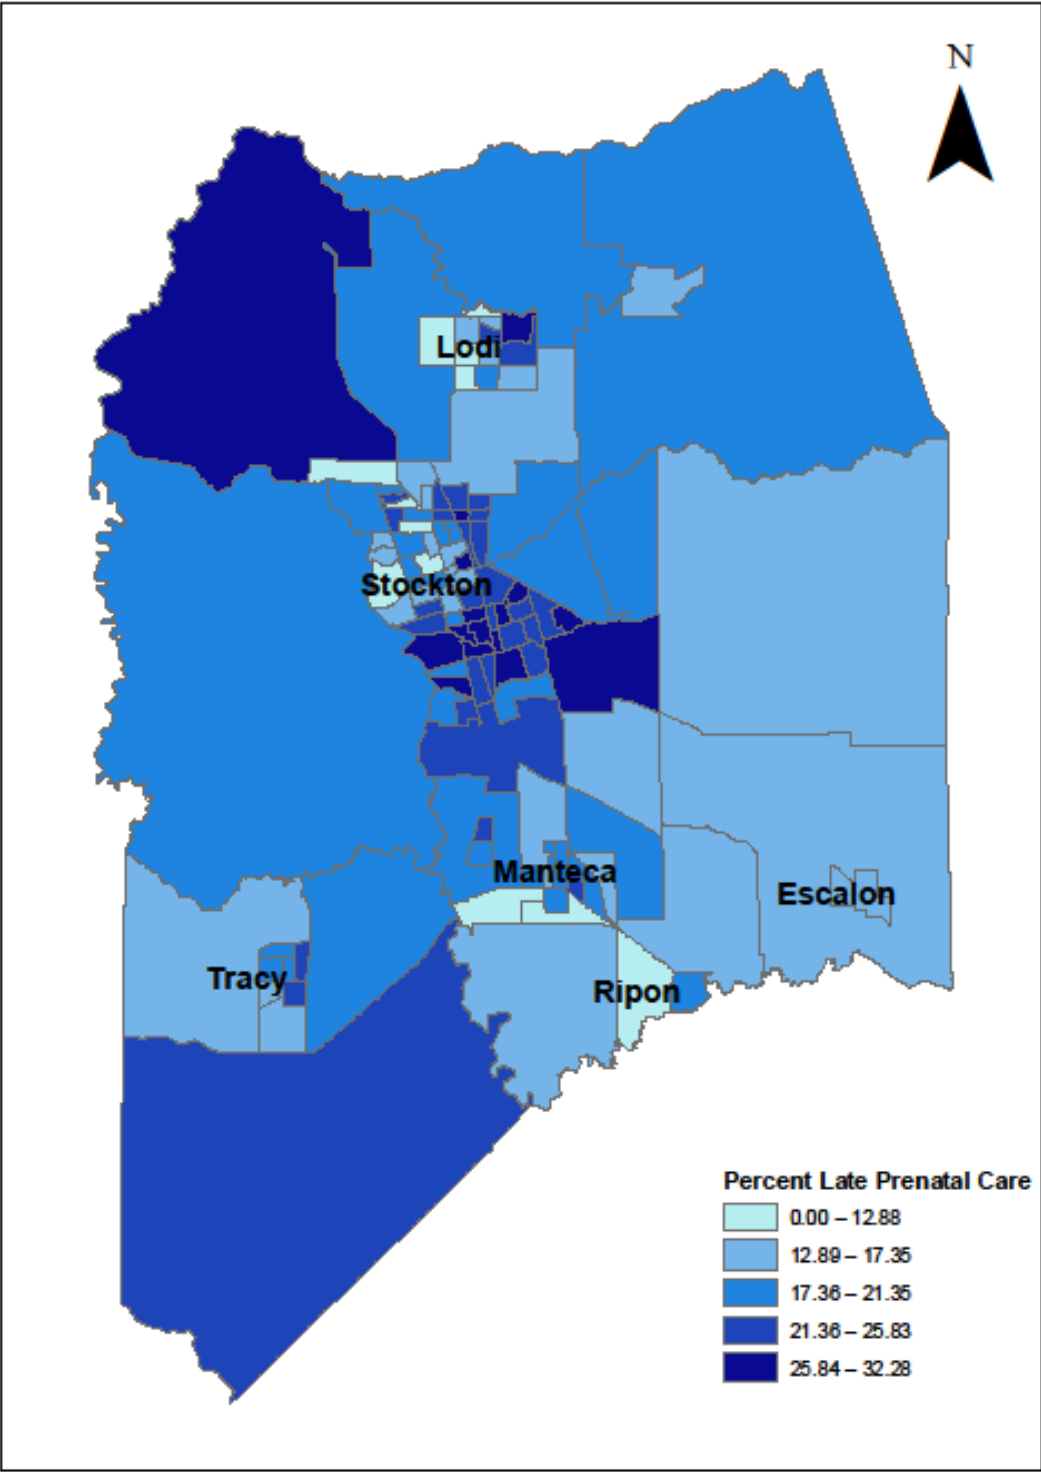 N
Lodi
Stockton
Manteca
Escalon
Tracy
Ripon
Percent Late Prenatal Care
0.00 – 12.88
12.89 – 17.35
17.36 – 21.35
21.36 – 25.83
25.84 – 32.28